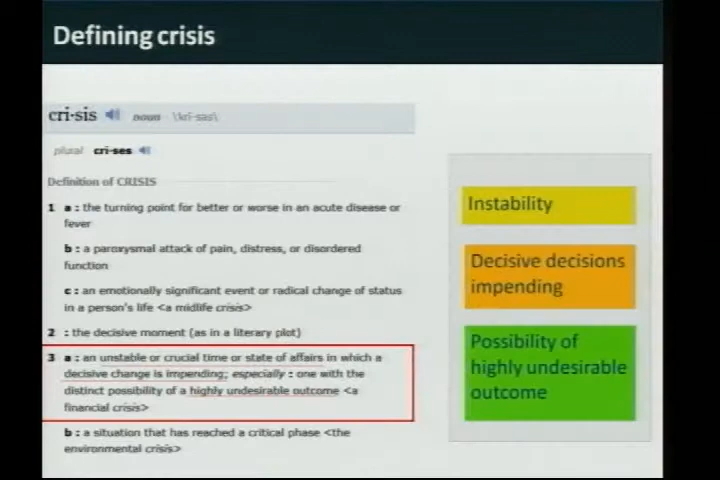 Defining crisis
cri·sis noun \ˈkrī-səs\
plural cri·ses
Definition of CRISIS
1 a : the turning point for better or worse in an acute disease or
fever
b : a paroxysmal attack of pain, distress, or disordered
function
c : an emotionally significant event or radical change of status
in a person's life <a midlife crisis>
2 : the decisive moment (as in a literary plot)
3 a : an unstable or crucial time or state of affairs in which a
decisive change is impending; especially : one with the
distinct possibility of a highly undesirable outcome <a
financial crisis>
b : a situation that has reached a critical phase <the
environmental crisis>
Instability
Decisive decisions
impending
Possibility of
highly undesirable
outcome